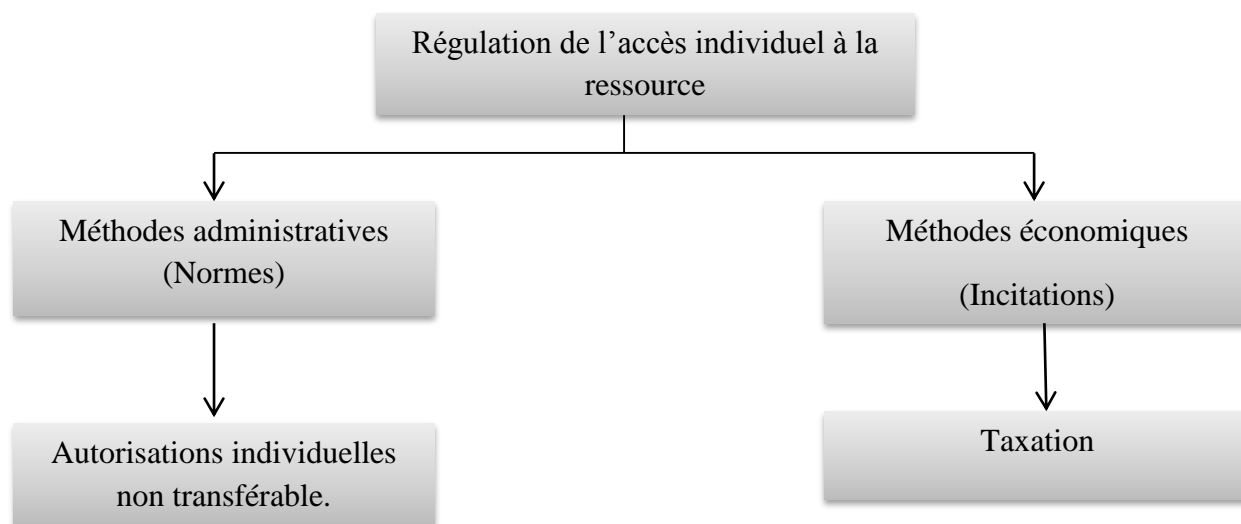 Régulation de l’accès individuel à la
ressource
Méthodes administratives
(Normes)
Méthodes économiques
(Incitations)
Autorisations individuelles
non transférable.
Taxation